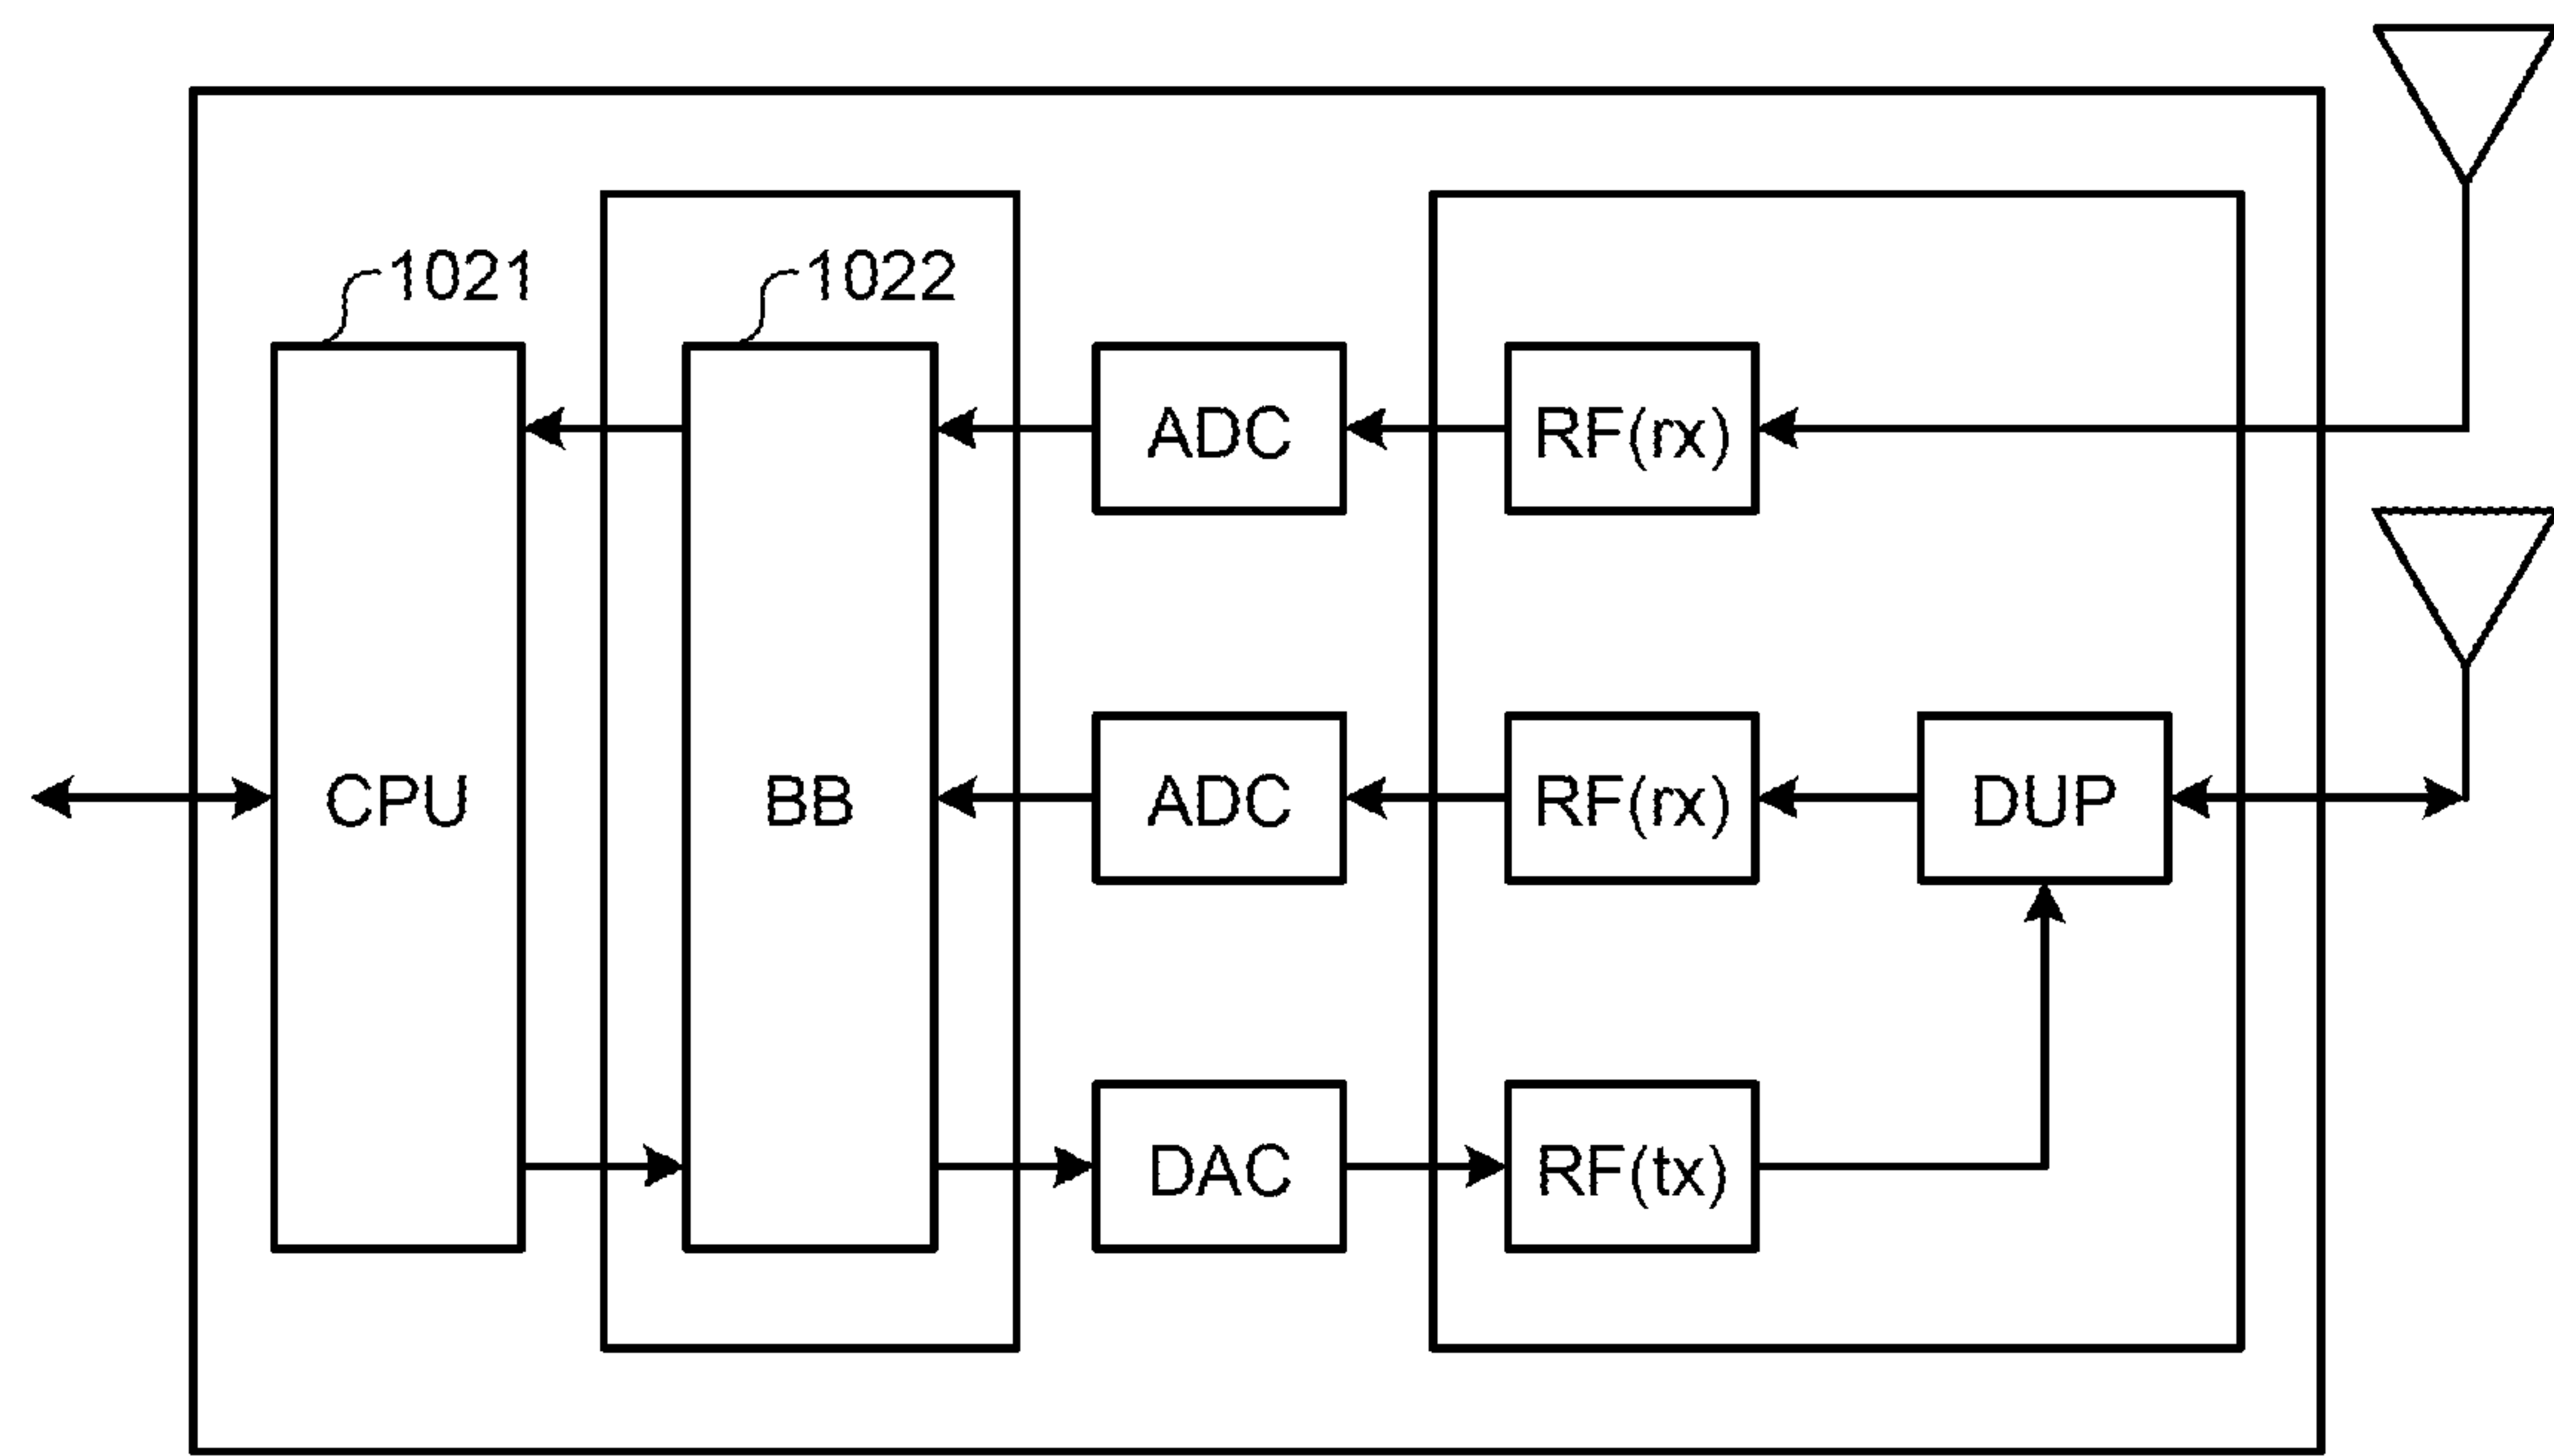 1021
1022
ADC
RF(rx)
CPU
BB
ADC
RF(rx)
DUP
DAC
RF(tx)